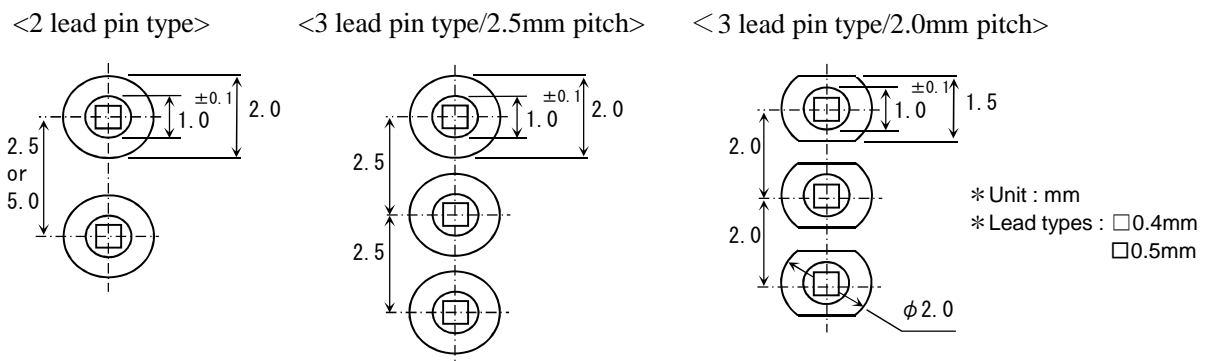 <2 lead pin type>
2.5
or
5.0
1.0 ±0.1
2.0
<3 lead pin type/2.5mm pitch>
2.5
2.5
1.0 ±0.1
2.0
＜3 lead pin type/2.0mm pitch>
2.0
2.0
1.0 ±0.1
1.5
φ2.0
＊Unit : mm
＊Lead types : □0.4mm
□0.5mm